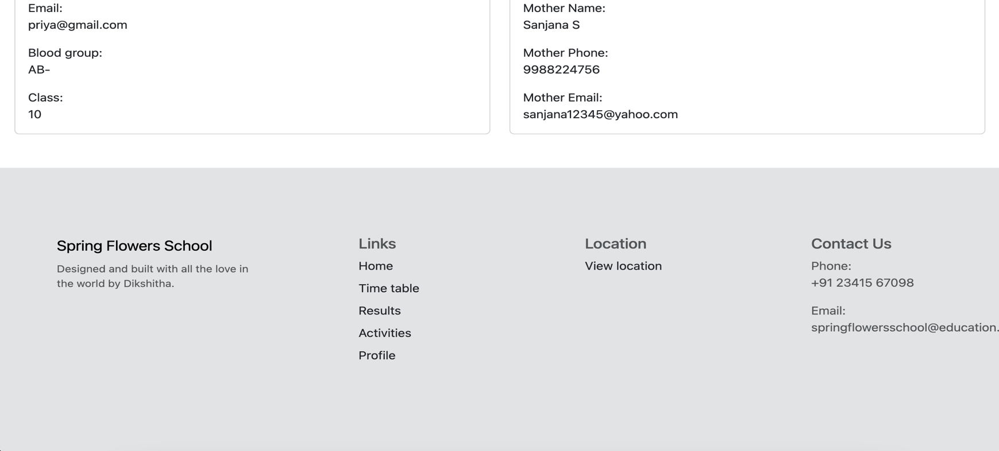 Email:
priya@gmail.com
Blood group:
AB-
Class:
10
Mother Name:
Sanjana S
Mother Phone:
9988224756
Mother Email:
sanjana12345@yahoo.com
Spring Flowers School
Designed and built with all the love in
the world by Dikshitha.
Links
Home
Time table
Results
Activities
Profile
Location
View location
Contact Us
Phone:
+91 23415 67098
Email:
springflowersschool@education.